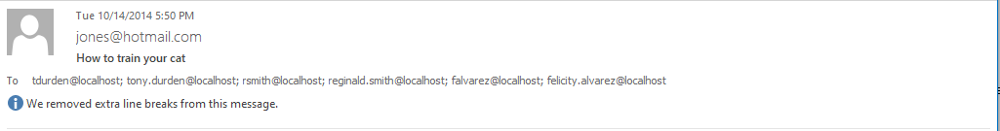 Tue 10/14/2014 5:50 PM
jones@hotmail.com
How to train your cat
To tdurden@localhost; tony.durden@localhost; rsmith@localhost; reginald.smith@localhost; falvarez@localhost; felicity.alvarez@localhost
We removed extra line breaks from this message.